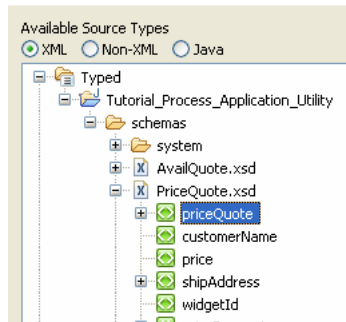 Available Source Types
XML Non-XML Java
Typed
Tutorial_Process_Application_Utility
schemas
system
AvailQuote.xsd
PriceQuote.xsd
priceQuote
customerName
price
shipAddress
widgetId